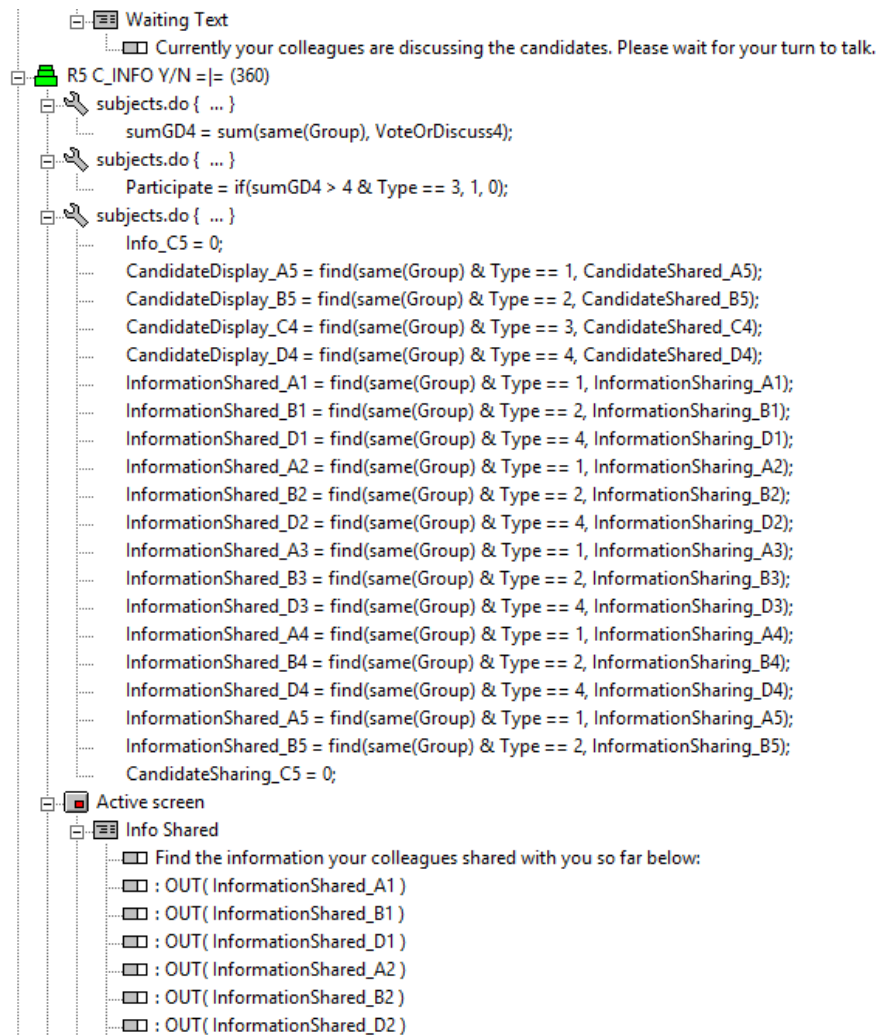 Waiting Text
Currently your colleagues are discussing the candidates. Please wait for your turn to talk.
R5 C_INFO Y/N =|= (360)
subjects.do { ... }
sumGD4 = sum(same(Group), VoteOrDiscuss4);
subjects.do { ... }
Participate = if(sumGD4 > 4 & Type == 3, 1, 0);
subjects.do { ... }
Info_C5 = 0;
CandidateDisplay_A5 = find(same(Group) & Type == 1, CandidateShared_A5);
CandidateDisplay_B5 = find(same(Group) & Type == 2, CandidateShared_B5);
CandidateDisplay_C4 = find(same(Group) & Type == 3, CandidateShared_C4);
CandidateDisplay_D4 = find(same(Group) & Type == 4, CandidateShared_D4);
InformationShared_A1 = find(same(Group) & Type == 1, InformationSharing_A1);
InformationShared_B1 = find(same(Group) & Type == 2, InformationSharing_B1);
InformationShared_D1 = find(same(Group) & Type == 4, InformationSharing_D1);
InformationShared_A2 = find(same(Group) & Type == 1, InformationSharing_A2);
InformationShared_B2 = find(same(Group) & Type == 2, InformationSharing_B2);
InformationShared_D2 = find(same(Group) & Type == 4, InformationSharing_D2);
InformationShared_A3 = find(same(Group) & Type == 1, InformationSharing_A3);
InformationShared_B3 = find(same(Group) & Type == 2, InformationSharing_B3);
InformationShared_D3 = find(same(Group) & Type == 4, InformationSharing_D3);
InformationShared_A4 = find(same(Group) & Type == 1, InformationSharing_A4);
InformationShared_B4 = find(same(Group) & Type == 2, InformationSharing_B4);
InformationShared_D4 = find(same(Group) & Type == 4, InformationSharing_D4);
InformationShared_A5 = find(same(Group) & Type == 1, InformationSharing_A5);
InformationShared_B5 = find(same(Group) & Type == 2, InformationSharing_B5);
CandidateSharing_C5 = 0;
Active screen
Info Shared
Find the information your colleagues shared with you so far below:
: OUT( InformationShared_A1 )
: OUT( InformationShared_B1 )
: OUT( InformationShared_D1 )
: OUT( InformationShared_A2 )
: OUT( InformationShared_B2 )
: OUT( InformationShared_D2 )